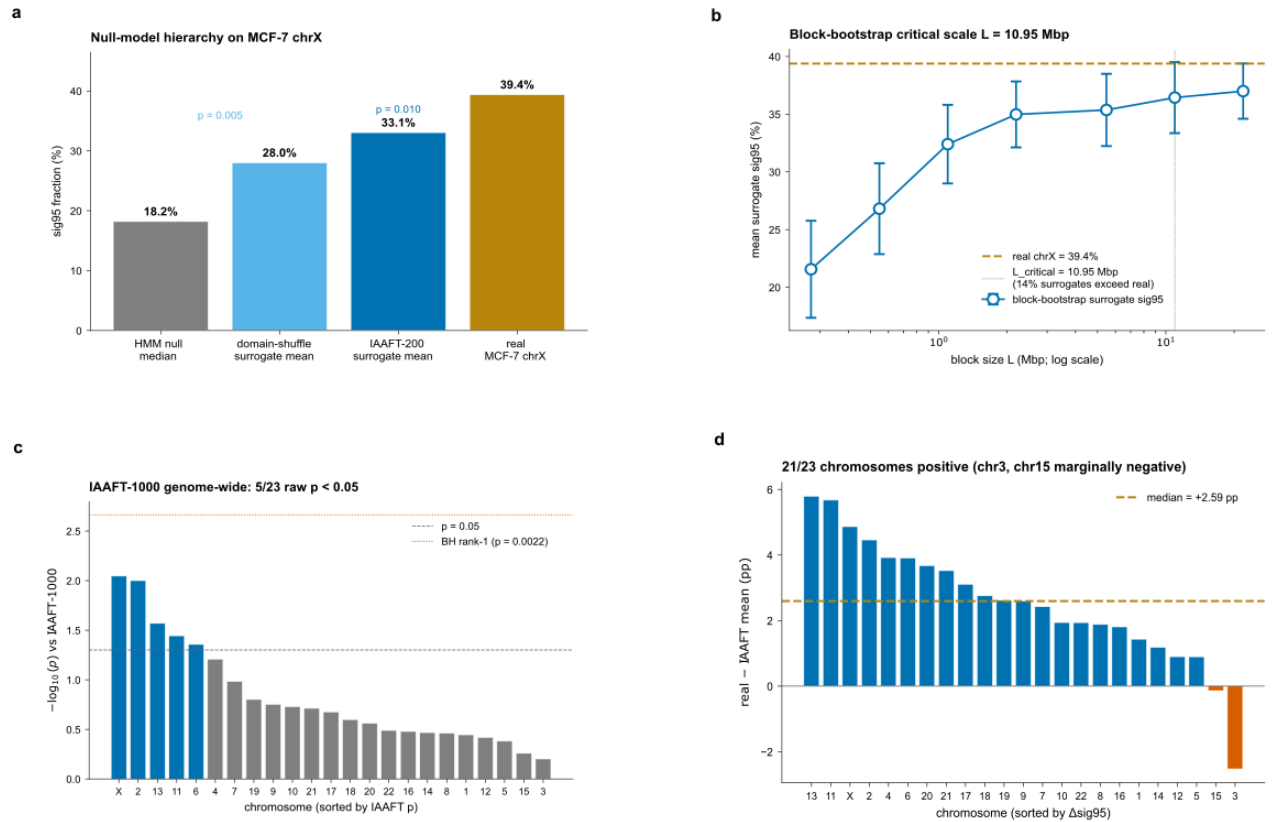 a
Null-model hierarchy on MCF-7 chrX
sig95 fraction (%)
40
30
20
10
0
18.2%
p = 0.005
28.0%
p = 0.010
33.1%
39.4%
HMM null
median
domain-shuffle
surrogate mean
IAAFT-200
surrogate mean
real
MCF-7 chrX
b
Block-bootstrap critical scale L = 10.95 Mbp
mean surrogate sig95 (%)
40
35
30
25
20
real chrX = 39.4%
L_critical = 10.95 Mbp
(14% surrogates exceed real)
block-bootstrap surrogate sig95
10⁰
10¹
block size L (Mbp; log scale)
c
IAAFT-1000 genome-wide: 5/23 raw p < 0.05
−log₁₀(p) vs IAAFT-1000
2.5
2.0
1.5
1.0
0.5
0.0
p = 0.05
BH rank-1 (p = 0.0022)
X 2 13 11 6 4 7 19 9 10 21 17 18 20 22 16 14 8 1 12 5 15 3
chromosome (sorted by IAAFT p)
d
21/23 chromosomes positive (chr3, chr15 marginally negative)
real − IAAFT mean (pp)
6
4
2
0
−2
median = +2.59 pp
13 11 X 2 4 6 20 21 17 18 19 9 7 10 22 8 16 1 14 12 5 15 3
chromosome (sorted by Δsig95)